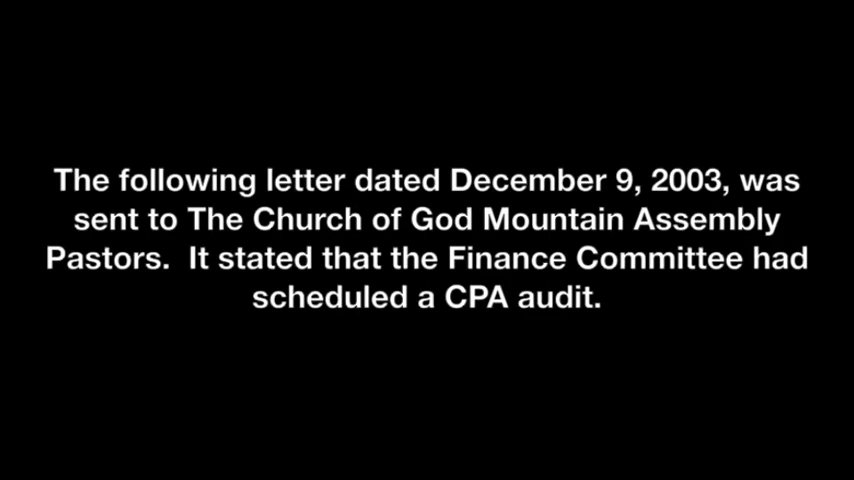 The following letter dated December 9, 2003, was
sent to The Church of God Mountain Assembly
Pastors.  It stated that the Finance Committee had
scheduled a CPA audit.